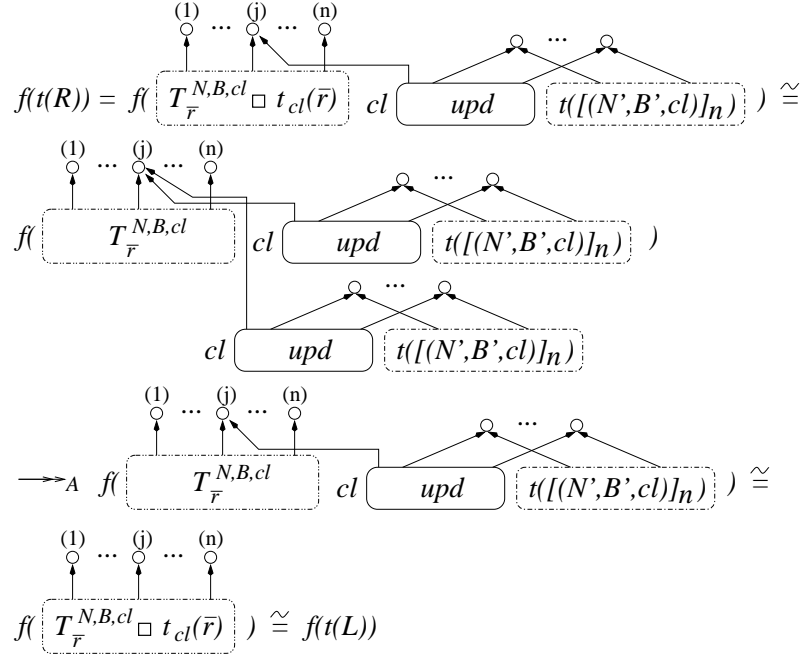 (1) ... (j) ... (n)
...
f(t(R)) = f( T_r̄^{N,B,cl} □ t_cl(r̄) cl upd t([(N',B',cl)]_n) ) ≅
(1) ... (j) ... (n)
...
f( T_r̄^{N,B,cl} cl upd t([(N',B',cl)]_n) )
...
cl upd t([(N',B',cl)]_n)
(1) ... (j) ... (n)
...
→→_A f( T_r̄^{N,B,cl} cl upd t([(N',B',cl)]_n) ) ≅
(1) ... (j) ... (n)
f( T_r̄^{N,B,cl} □ t_cl(r̄) ) ≅ f(t(L))